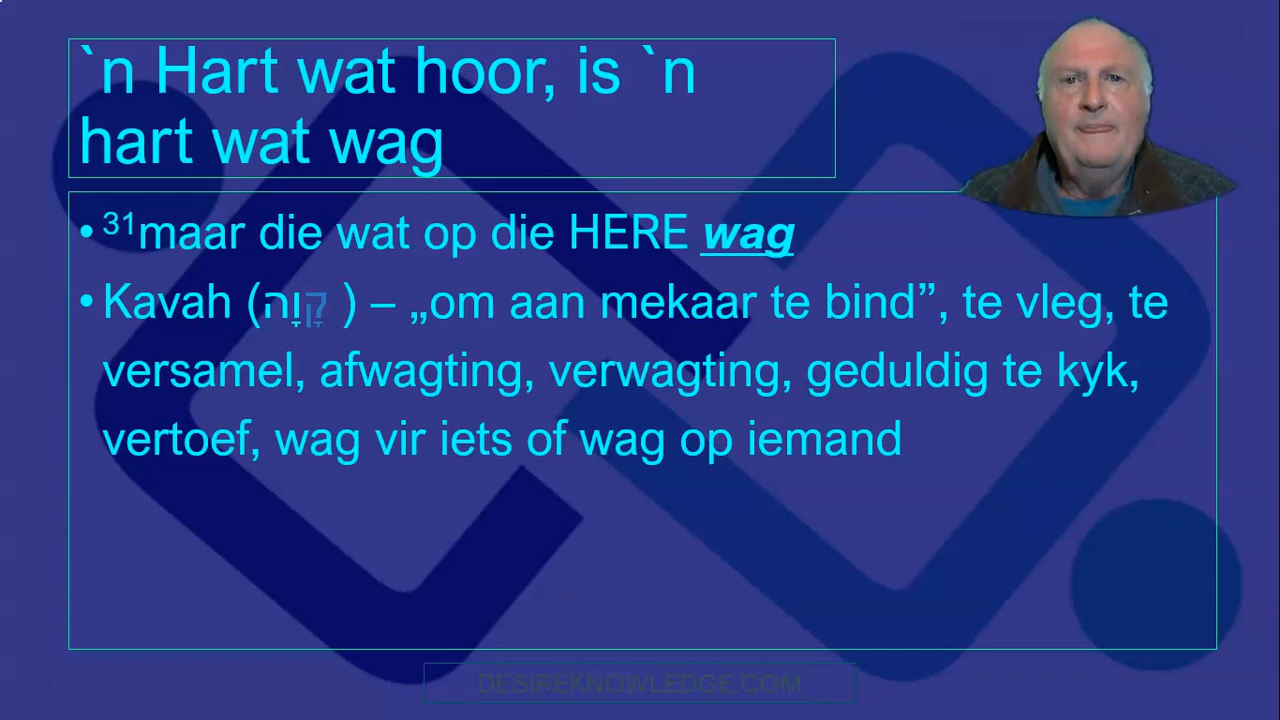 `n Hart wat hoor, is `n
hart wat wag
• 31maar die wat op die HERE wag
• Kavah (קָוָה ) – „om aan mekaar te bind”, te vleg, te
versamel, afwagting, verwagting, geduldig te kyk,
vertoef, wag vir iets of wag op iemand
DESIREKNOWLEDGE.COM